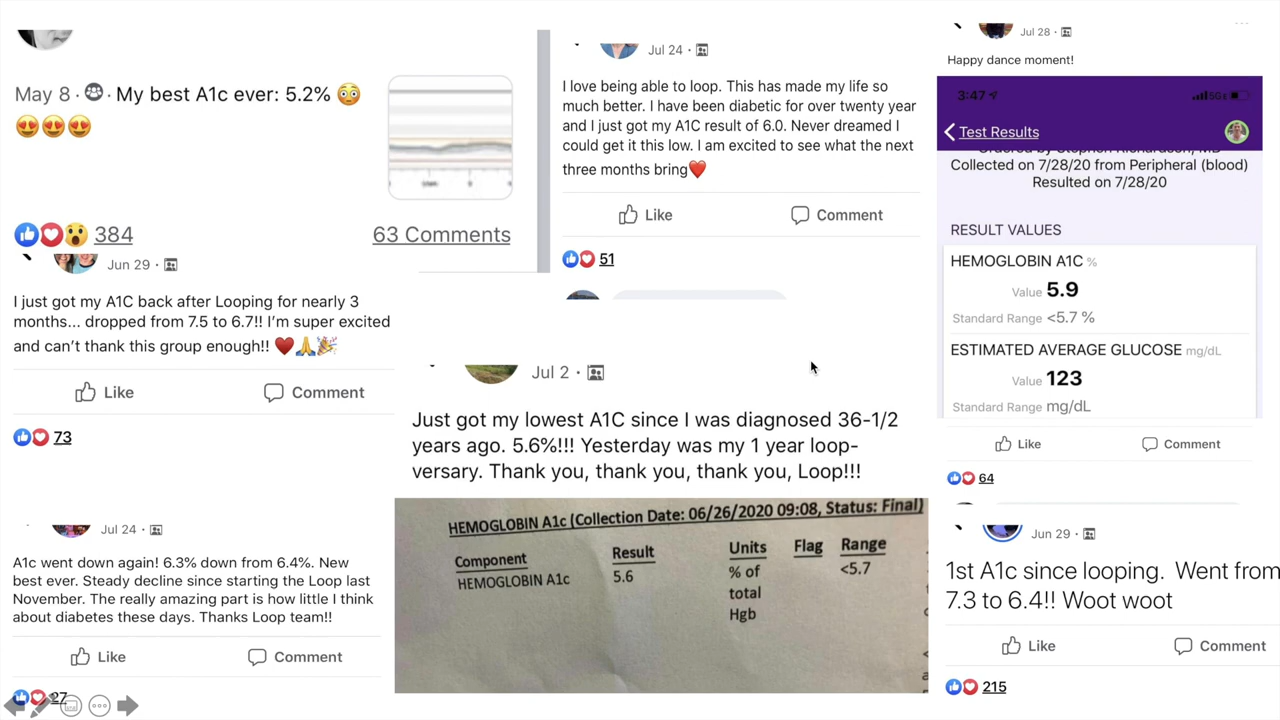 May 8 · My best A1c ever: 5.2% 😳
😍😍😍
384
63 Comments
Jun 29 ·
I just got my A1C back after Looping for nearly 3
months... dropped from 7.5 to 6.7!! I'm super excited
and can't thank this group enough!! ♥️🙏🎉
Like Comment
73
Jul 24 ·
A1c went down again! 6.3% down from 6.4%. New
best ever. Steady decline since starting the Loop last
November. The really amazing part is how little I think
about diabetes these days. Thanks Loop team!!
Like Comment
27
Jul 24 ·
I love being able to loop. This has made my life so
much better. I have been diabetic for over twenty year
and I just got my A1C result of 6.0. Never dreamed I
could get it this low. I am excited to see what the next
three months bring♥️
Like Comment
51
Jul 2 ·
Just got my lowest A1C since I was diagnosed 36-1/2
years ago. 5.6%!!! Yesterday was my 1 year loop-
versary. Thank you, thank you, thank you, Loop!!!
HEMOGLOBIN A1c (Collection Date: 06/26/2020 09:08, Status: Final)
Component Result Units Flag Range
HEMOGLOBIN A1c 5.6 % of <5.7
total
Hgb
Jul 28 ·
Happy dance moment!
3:47
Test Results
Collected on 7/28/20 from Peripheral (blood)
Resulted on 7/28/20
RESULT VALUES
HEMOGLOBIN A1C %
Value 5.9
Standard Range <5.7 %
ESTIMATED AVERAGE GLUCOSE mg/dL
Value 123
Standard Range mg/dL
Like Comment
64
Jun 29 ·
1st A1c since looping. Went from
7.3 to 6.4!! Woot woot
Like Comment
215